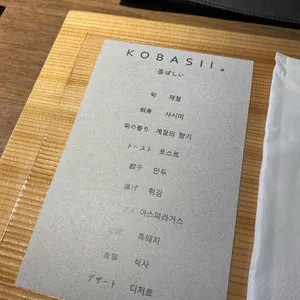 KOBASII.
香ばしい
旬 제철
刺身 사시미
旬の香り 계절의 향기
トースト 토스트
餃子 만두
揚げ 튀김
아스파라거스
흑돼지
食事 식사
デザート 디저트